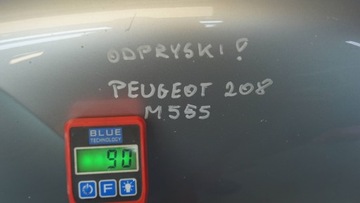 ODPRYSKI!
PEUGEOT 208
M555
BLUE
TECHNOLOGY
90
F